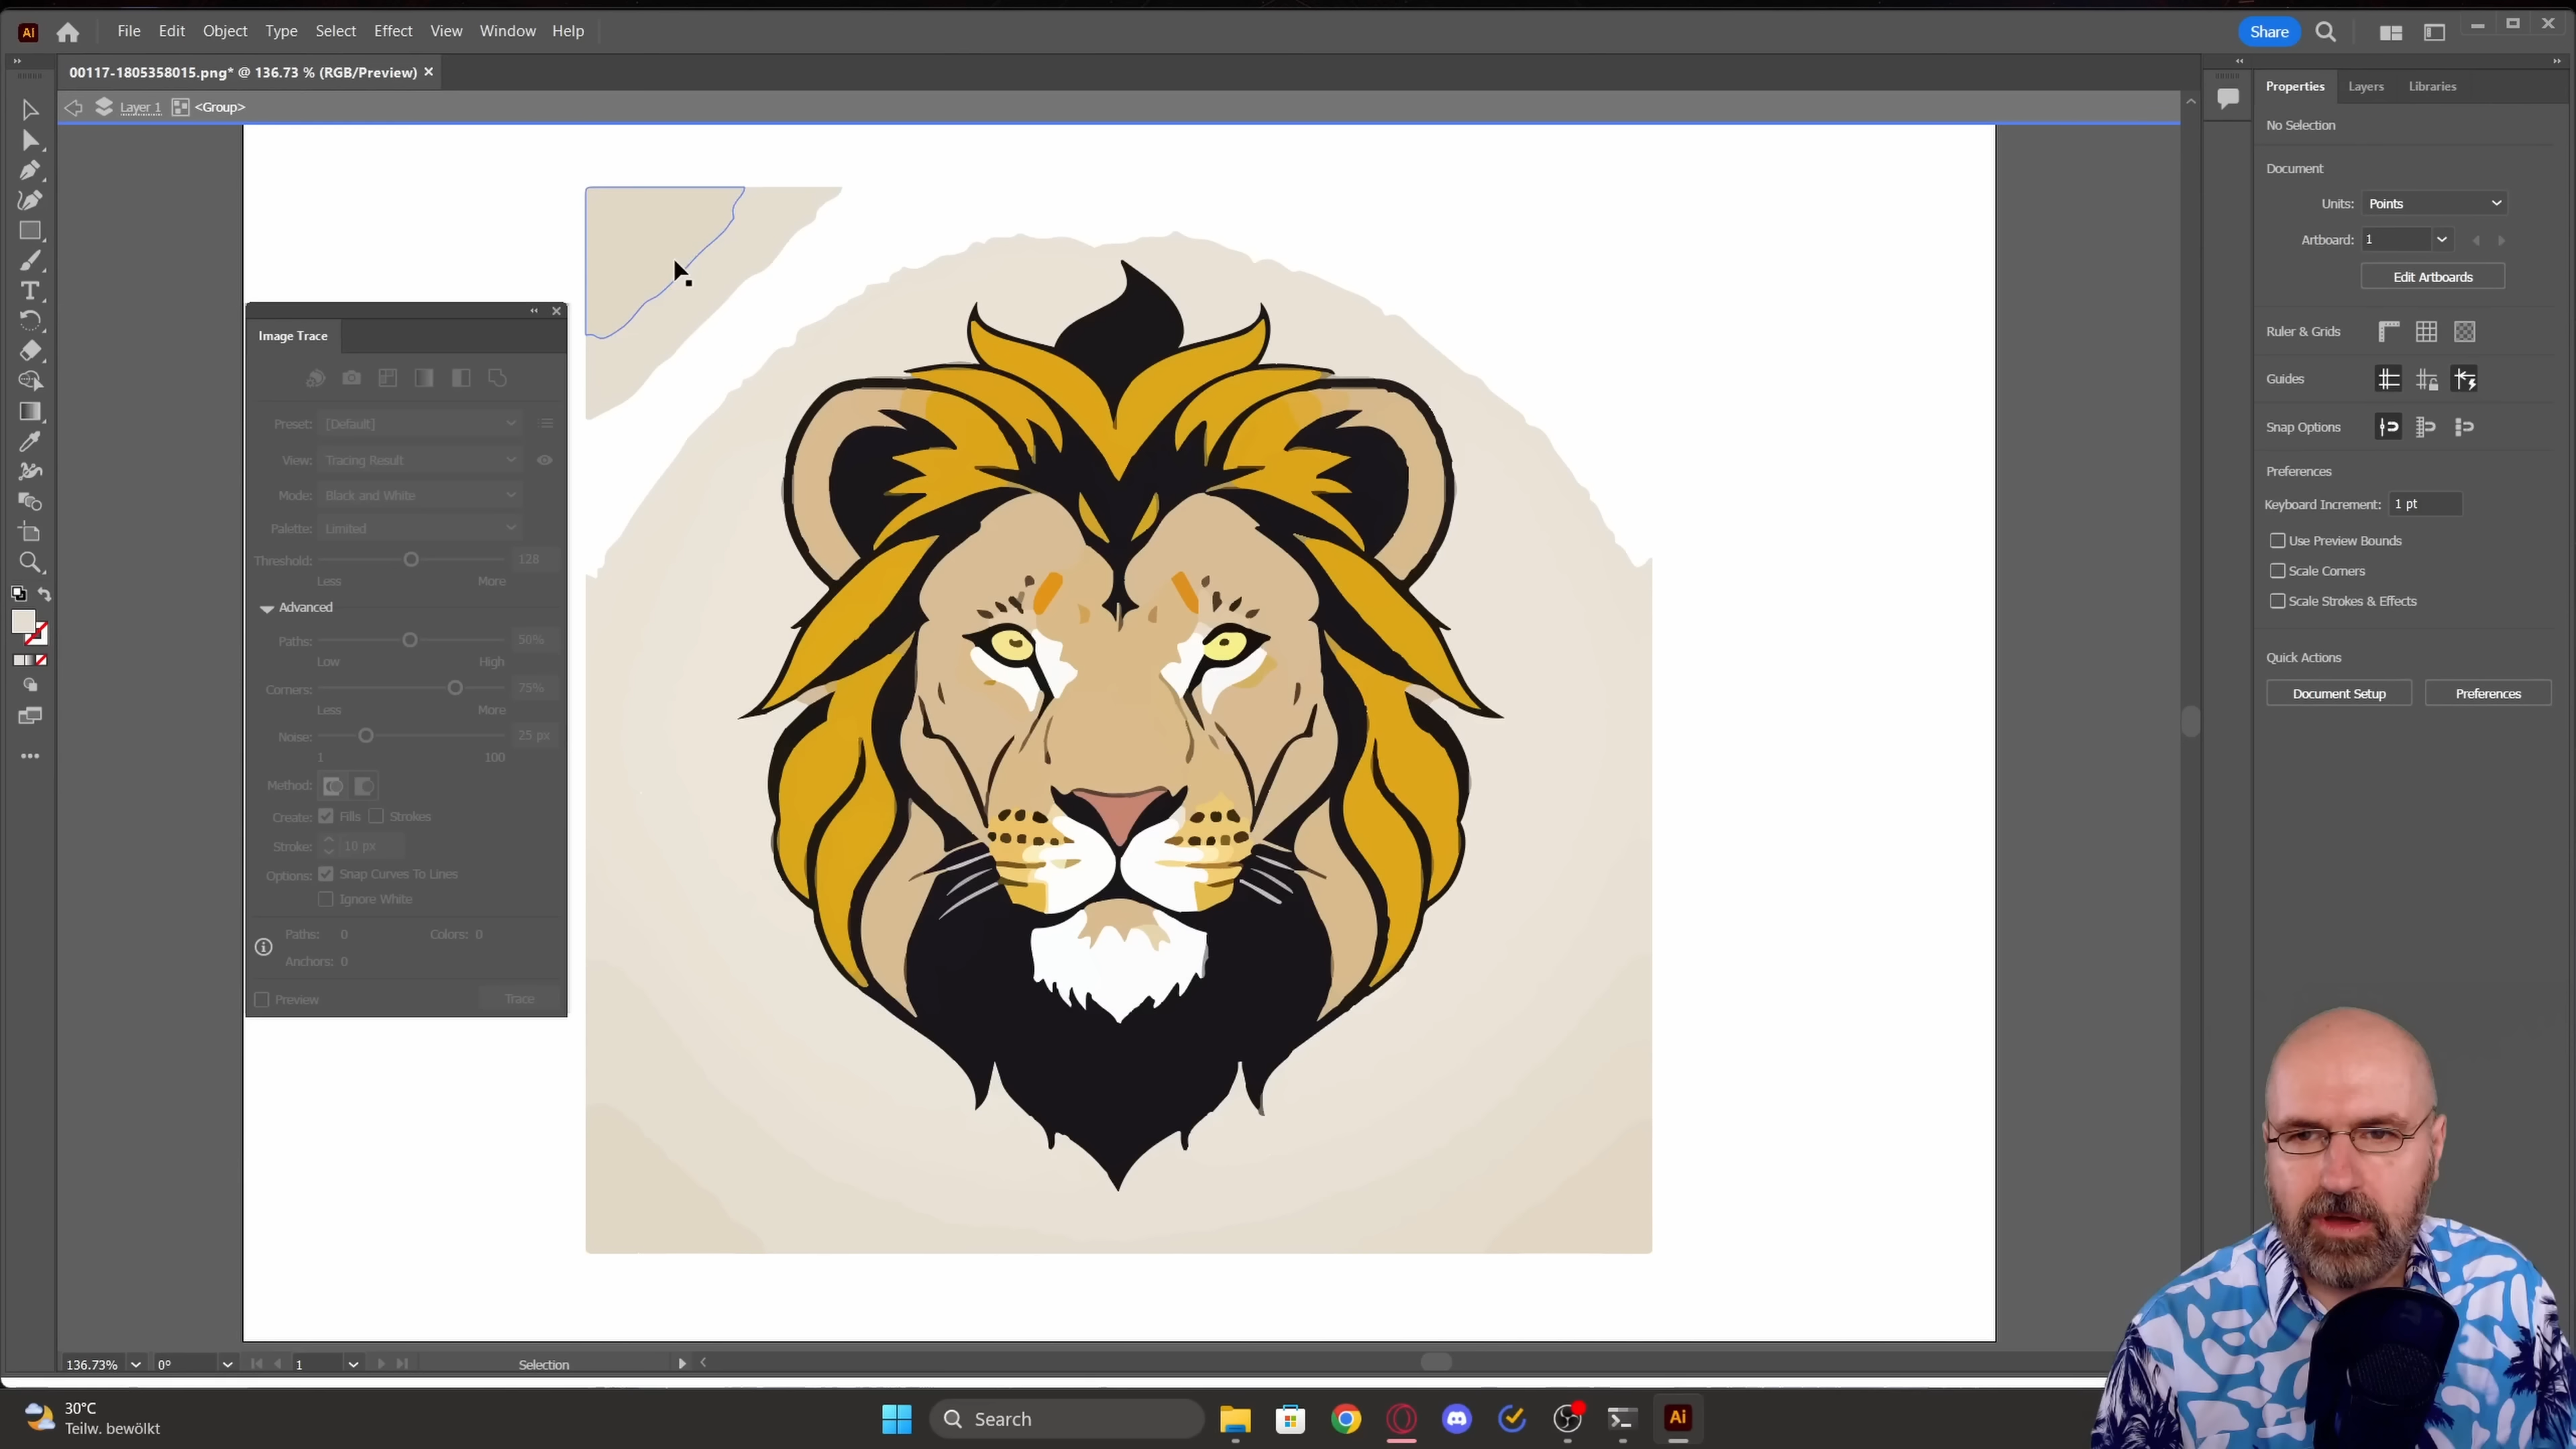 Ai File Edit Object Type Select Effect View Window Help Share
00117-1805358015.png* @ 136.73 % (RGB/Preview)
Layer 1 <Group>
Properties Layers Libraries
No Selection
Document
Units: Points
Artboard: 1
Edit Artboards
Ruler & Grids
Guides
Snap Options
Preferences
Keyboard Increment: 1 pt
Use Preview Bounds
Scale Corners
Scale Strokes & Effects
Quick Actions
Document Setup Preferences
Image Trace
Preset: [Default]
View: Tracing Result
Mode: Black and White
Palette: Limited
Threshold: 128
Less More
Advanced
Paths: 50%
Low High
Corners: 75%
Less More
Noise: 25 px
1 100
Method:
Create: Fills Strokes
Stroke: 10 px
Options: Snap Curves To Lines
Ignore White
Paths: 0 Colors: 0
Anchors: 0
Preview Trace
136.73% 0° 1 Selection
30°C
Teilw. bewölkt
Search
Ai